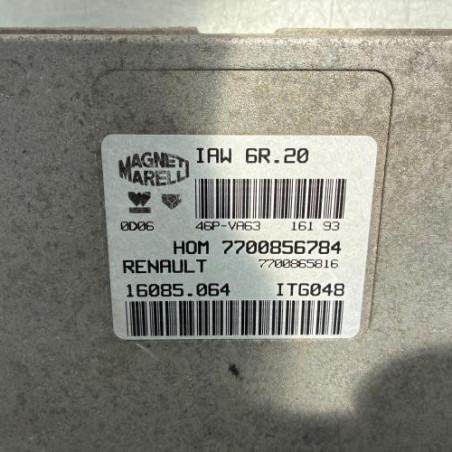 MAGNETI MARELLI
IAW 6R.20
0D06 46P-VA63 161 93
HOM 7700856784
RENAULT 7700865816
16085.064 ITG048